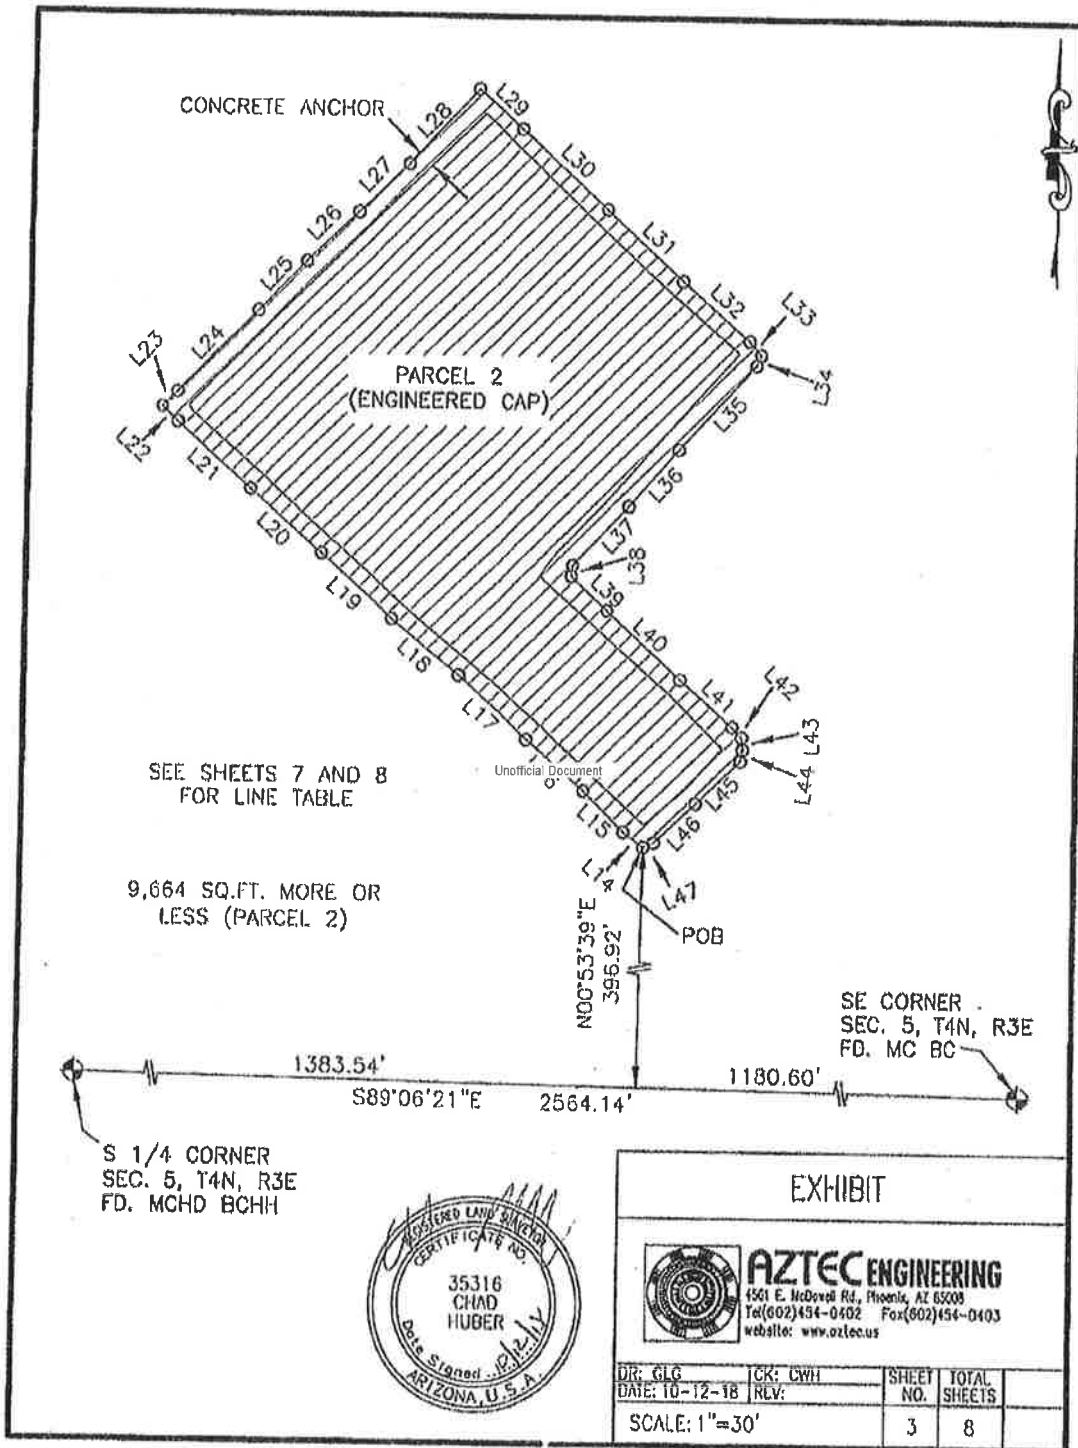 CONCRETE ANCHOR
L28
L29
L27
L30
L26
L31
L25
L32
L33
L24
L23
PARCEL 2
(ENGINEERED CAP)
L34
L35
L22
L21
L36
L20
L37
L38
L19
L39
L40
L18
L41
L42
L17
L43
L44
SEE SHEETS 7 AND 8
FOR LINE TABLE
Unofficial Document
L45
L15
L46
L14
L47
9,664 SQ.FT. MORE OR
LESS (PARCEL 2)
POB
N00°53'39"E
396.92'
SE CORNER
SEC. 5, T4N, R3E
FD. MC BC
1383.54'
1180.60'
S89°06'21"E 2564.14'
S 1/4 CORNER
SEC. 5, T4N, R3E
FD. MCHD BCHH
REGISTERED LAND SURVEYOR
CERTIFICATE NO.
35316
CHAD
HUBER
Date Signed
ARIZONA, U.S.A.
EXHIBIT
AZTEC ENGINEERING
4561 E. McDowell Rd., Phoenix, AZ 85008
Tel(602)454-0402 Fax(602)454-0403
website: www.aztec.us
DR: GLG CK: CWH
DATE: 10-12-18 REV:
SHEET NO. TOTAL SHEETS
SCALE: 1"=30' 3 8